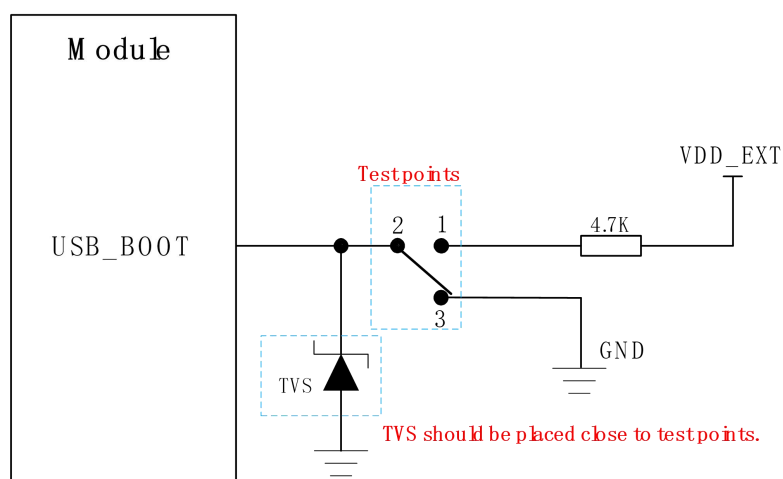 Module
VDD_EXT
Testpoints
2 1
4.7K
USB_BOOT
3
GND
TVS
TVS should be placed close to testpoints.